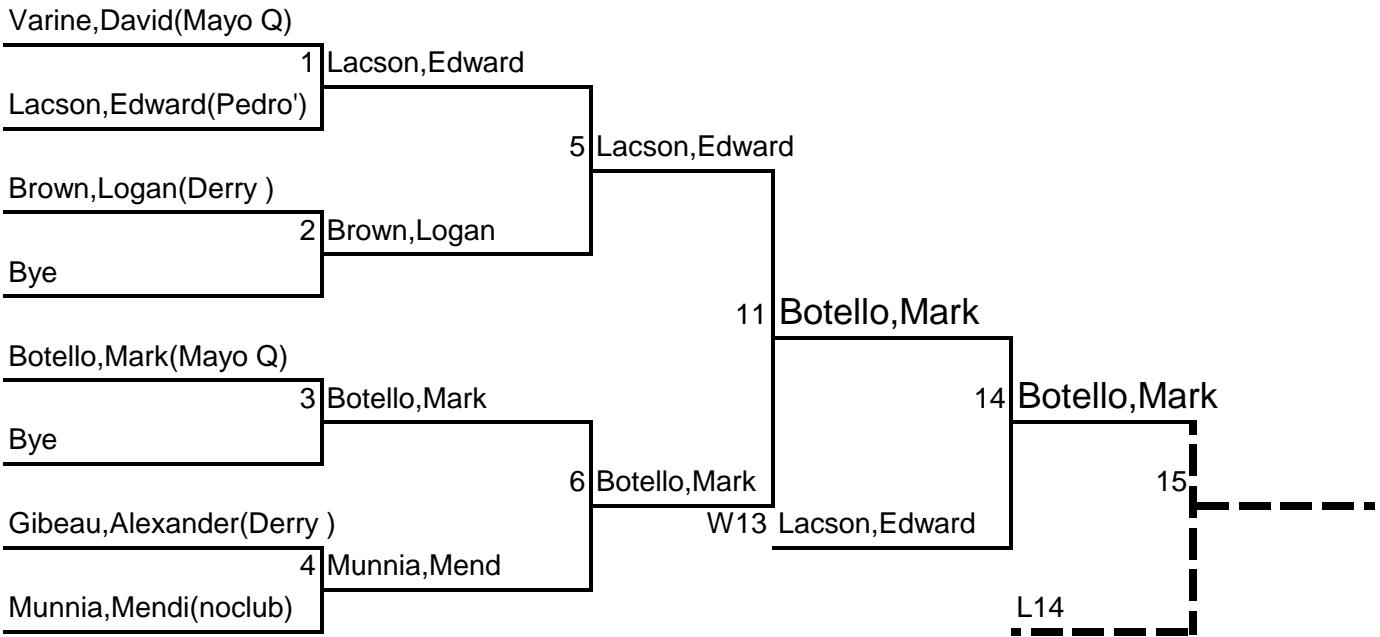 Varine,David(Mayo Q)
1 Lacson,Edward
Lacson,Edward(Pedro')
5 Lacson,Edward
Brown,Logan(Derry )
2 Brown,Logan
Bye
11 Botello,Mark
Botello,Mark(Mayo Q)
3 Botello,Mark
14 Botello,Mark
Bye
6 Botello,Mark
15
Gibeau,Alexander(Derry )
W13 Lacson,Edward
4 Munnia,Mend
Munnia,Mendi(noclub)
L14